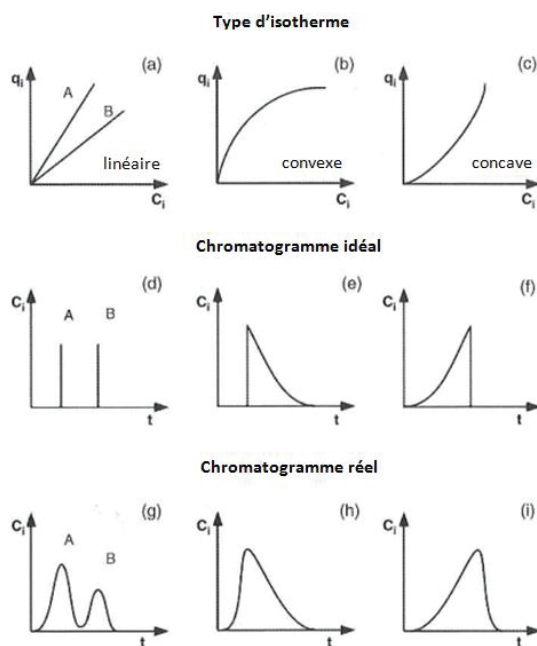 Type d'isotherme
(a) (b) (c)
qi A B linéaire Ci
qi convexe Ci
qi concave Ci
Chromatogramme idéal
(d) (e) (f)
Ci A B t
Ci t
Ci t
Chromatogramme réel
(g) (h) (i)
Ci A B t
Ci t
Ci t